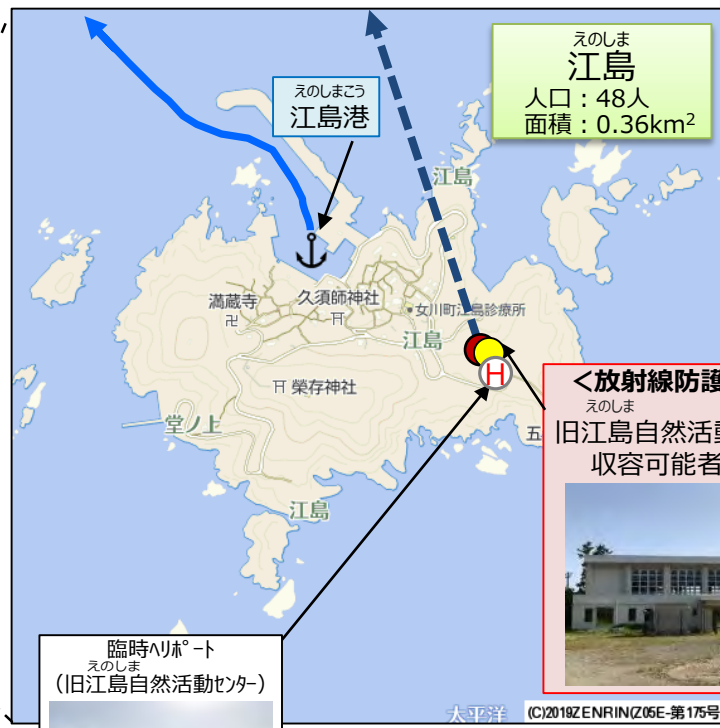 えのしま
江島
人口：48人
面積：0.36km²
えのしまこう
江島港
江島
満蔵寺
久須師神社
女川町江島診療所
江島
H
榮存神社
堂ノ上
五
江島
＜放射線防護
えのしま
旧江島自然活動
収容可能者
臨時ﾍﾘﾎﾟｰﾄ
えのしま
（旧江島自然活動ｾﾝﾀｰ）
太平洋
(C)2019ZENRIN(Z05E-第175号